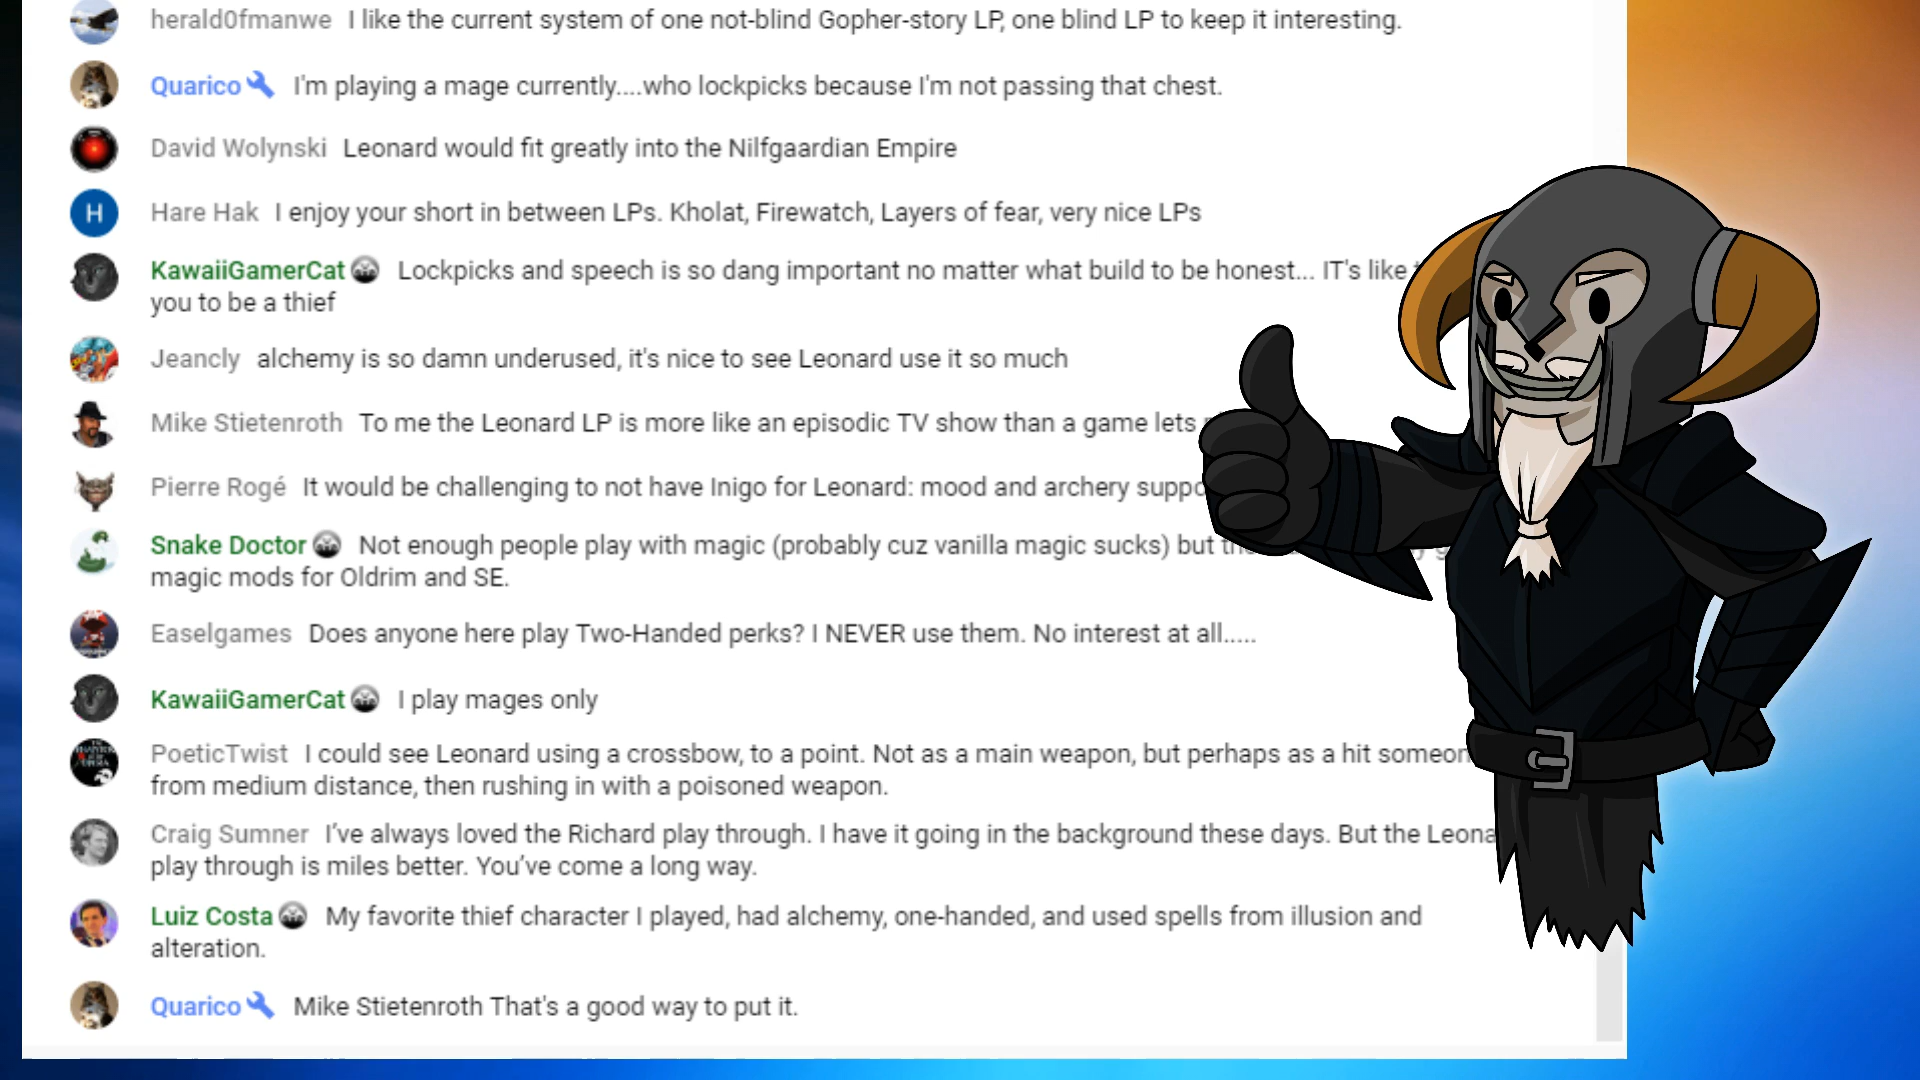 herald0fmanwe I like the current system of one not-blind Gopher-story LP, one blind LP to keep it interesting.
Quarico I'm playing a mage currently....who lockpicks because I'm not passing that chest.
David Wolynski Leonard would fit greatly into the Nilfgaardian Empire
H Hare Hak I enjoy your short in between LPs. Kholat, Firewatch, Layers of fear, very nice LPs
KawaiiGamerCat Lockpicks and speech is so dang important no matter what build to be honest... IT's like
you to be a thief
Jeancly alchemy is so damn underused, it's nice to see Leonard use it so much
Mike Stietenroth To me the Leonard LP is more like an episodic TV show than a game lets
Pierre Rogé It would be challenging to not have Inigo for Leonard: mood and archery
Snake Doctor Not enough people play with magic (probably cuz vanilla magic sucks) but
magic mods for Oldrim and SE.
Easelgames Does anyone here play Two-Handed perks? I NEVER use them. No interest at all.....
KawaiiGamerCat I play mages only
PoeticTwist I could see Leonard using a crossbow, to a point. Not as a main weapon, but perhaps as a hit someon
from medium distance, then rushing in with a poisoned weapon.
Craig Sumner I've always loved the Richard play through. I have it going in the background these days. But the Leona
play through is miles better. You've come a long way.
Luiz Costa My favorite thief character I played, had alchemy, one-handed, and used spells from illusion and
alteration.
Quarico Mike Stietenroth That's a good way to put it.